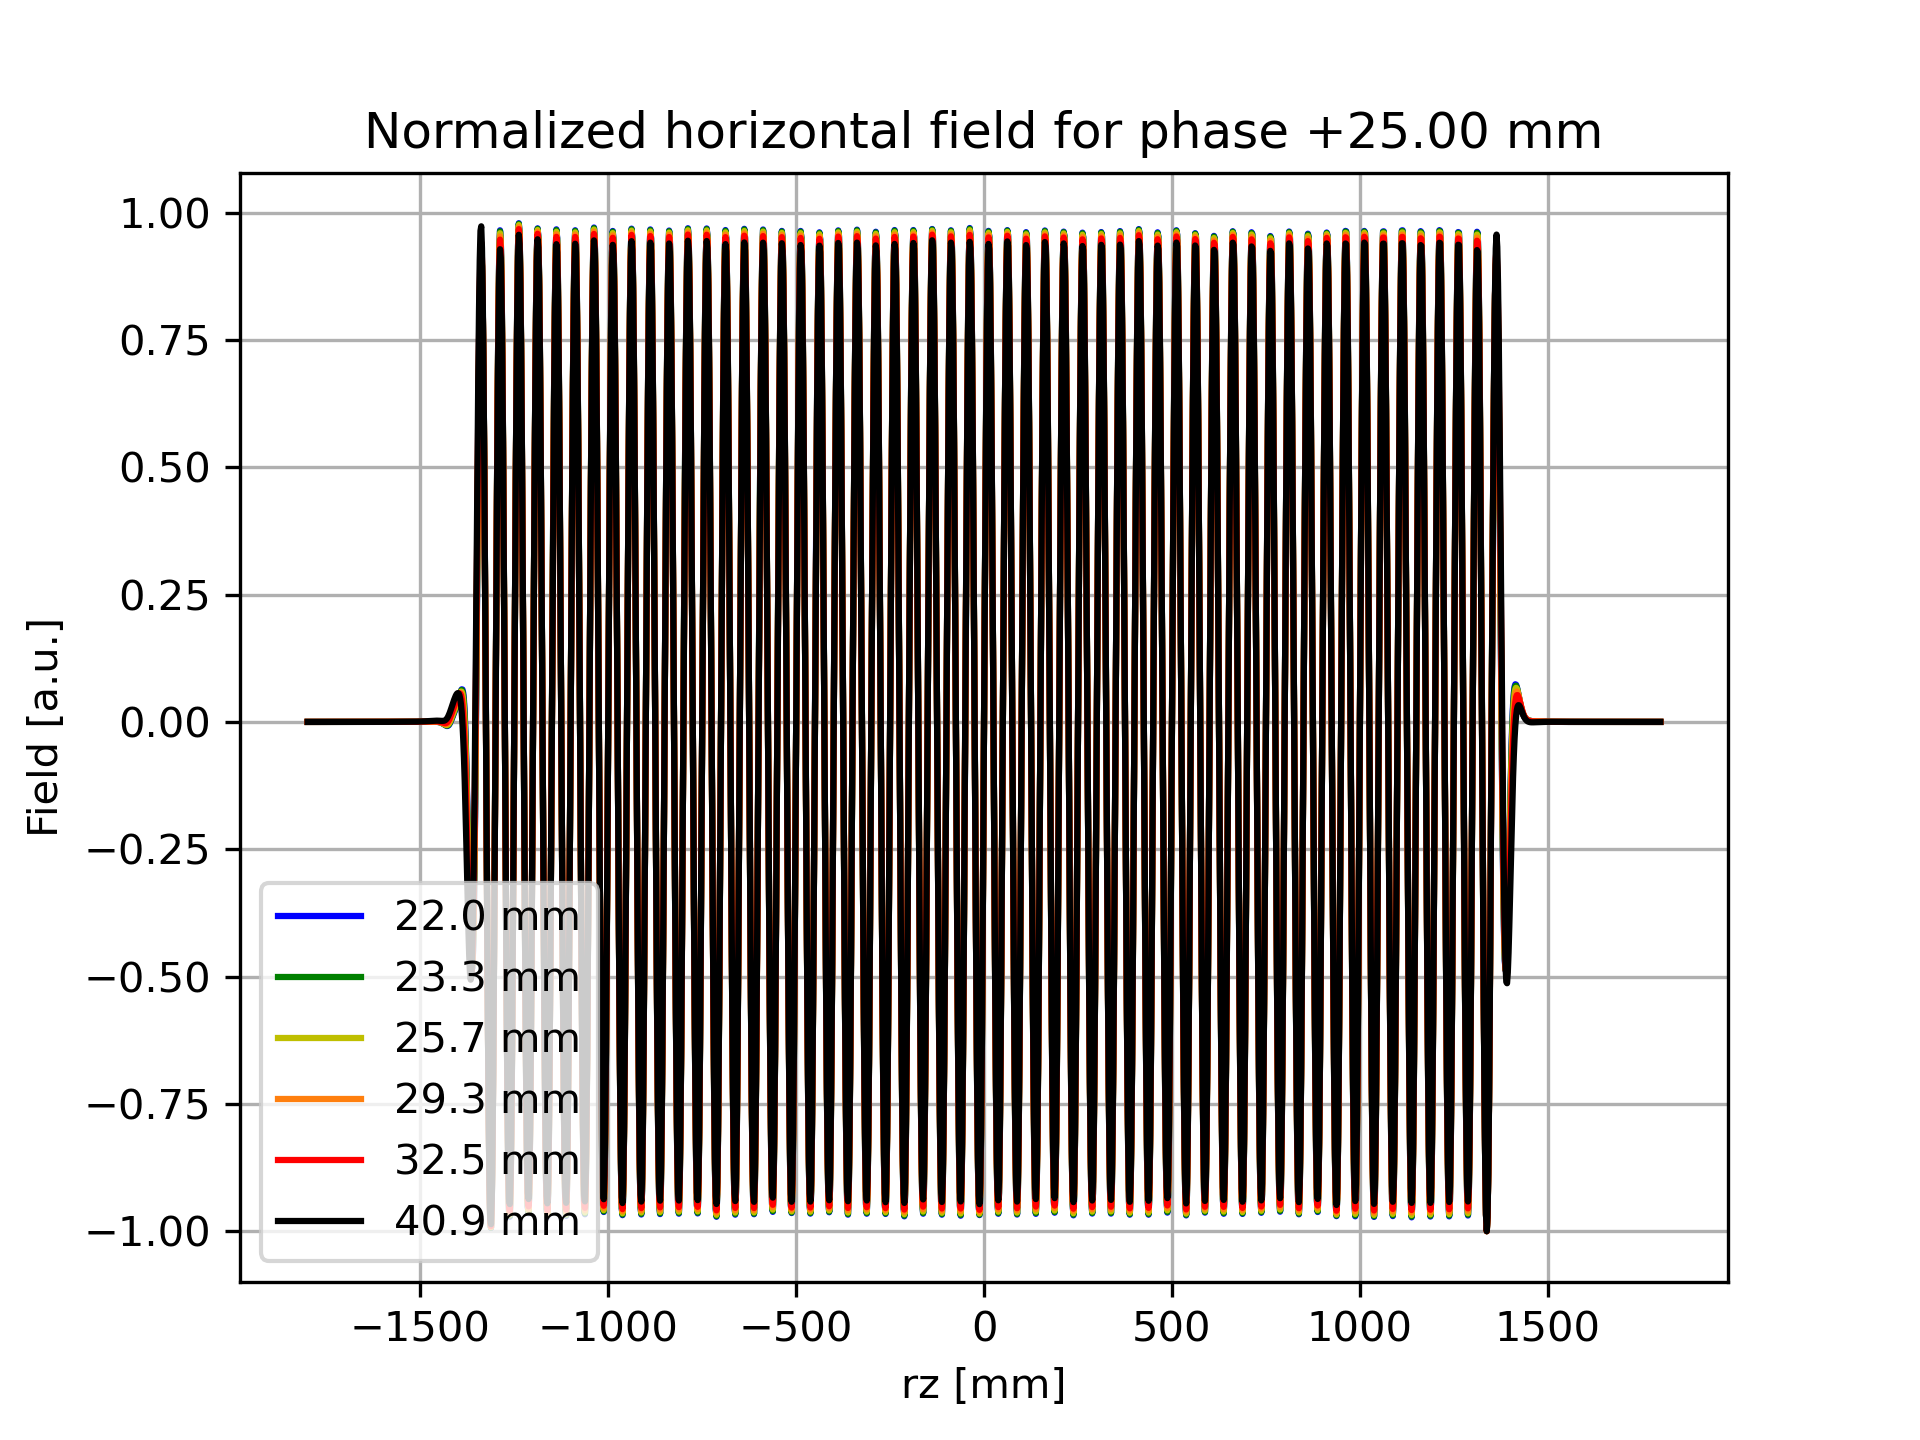 Normalized horizontal field for phase +25.00 mm
1.00
0.75
0.50
0.25
0.00
−0.25
−0.50
−0.75
−1.00
Field [a.u.]
22.0 mm
23.3 mm
25.7 mm
29.3 mm
32.5 mm
40.9 mm
−1500 −1000 −500 0 500 1000 1500
rz [mm]